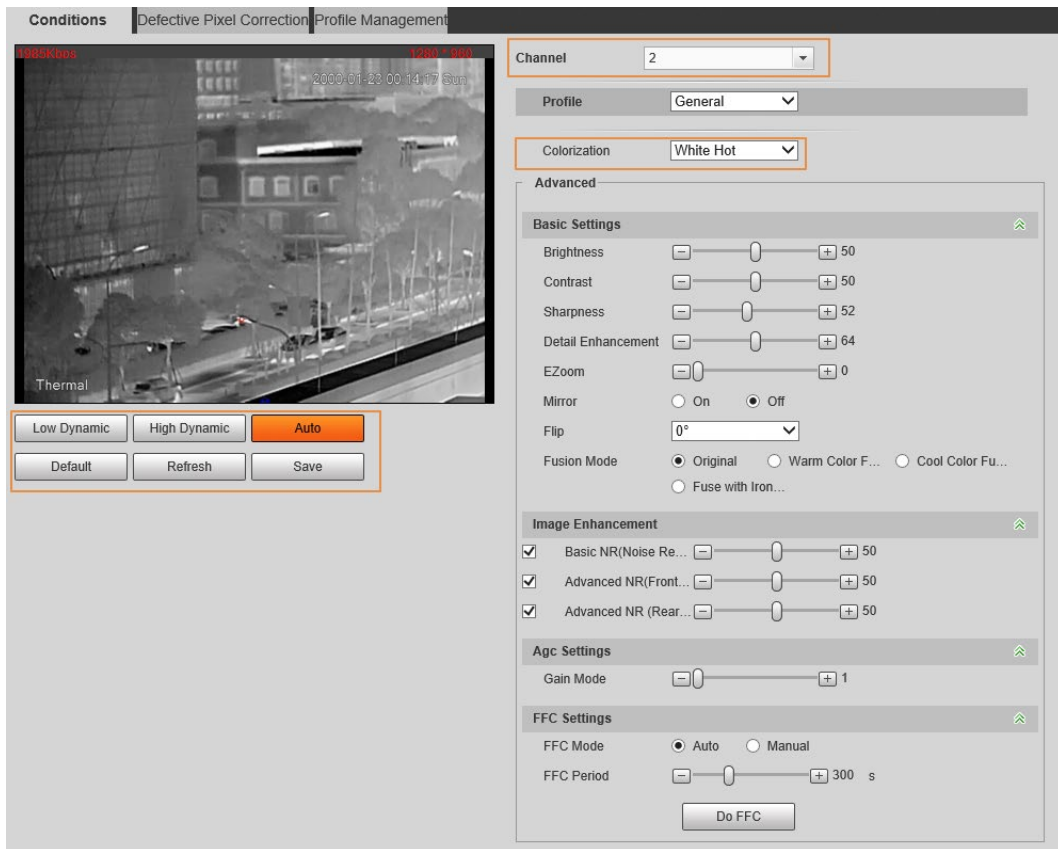 Conditions
Defective Pixel Correction
Profile Management
1985Kbps
1280 * 960
2000-01-23 00:14:17 Sun
Thermal
Low Dynamic
High Dynamic
Auto
Default
Refresh
Save
Channel 2
Profile General
Colorization White Hot
Advanced
Basic Settings
Brightness - + 50
Contrast - + 50
Sharpness - + 52
Detail Enhancement - + 64
EZoom - + 0
Mirror On Off
Flip 0°
Fusion Mode Original Warm Color F... Cool Color Fu...
Fuse with Iron...
Image Enhancement
Basic NR(Noise Re... - + 50
Advanced NR(Front... - + 50
Advanced NR (Rear... - + 50
Agc Settings
Gain Mode - + 1
FFC Settings
FFC Mode Auto Manual
FFC Period - + 300 s
Do FFC